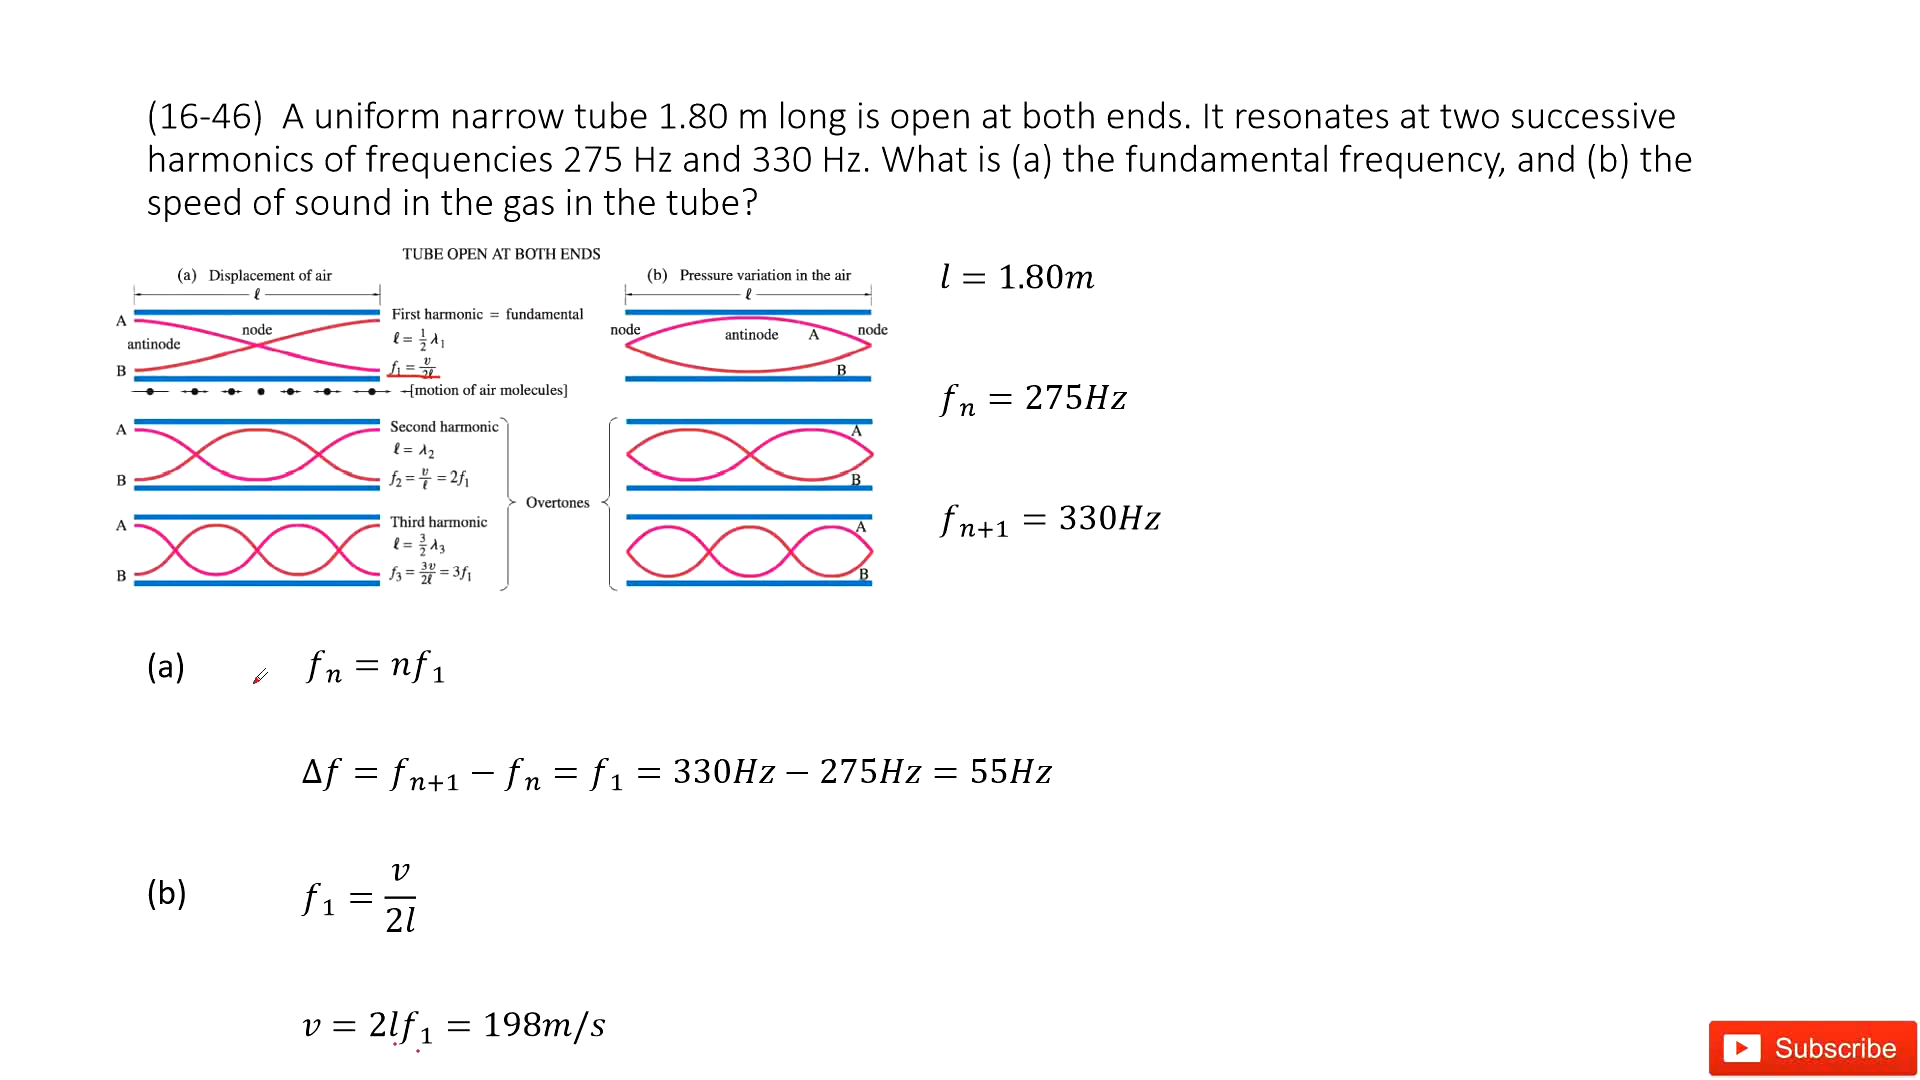 (16-46) A uniform narrow tube 1.80 m long is open at both ends. It resonates at two successive
harmonics of frequencies 275 Hz and 330 Hz. What is (a) the fundamental frequency, and (b) the
speed of sound in the gas in the tube?
TUBE OPEN AT BOTH ENDS
(a) Displacement of air
ℓ
A
node
antinode
B
First harmonic = fundamental
ℓ = 1/2 λ₁
f₁ = v/2ℓ
[motion of air molecules]
A
B
Second harmonic
ℓ = λ₂
f₂ = v/ℓ = 2f₁
A
B
Third harmonic
ℓ = 3/2 λ₃
f₃ = 3v/2ℓ = 3f₁
Overtones
(b) Pressure variation in the air
ℓ
node
antinode
A
node
B
A
B
A
B
l = 1.80m
fₙ = 275Hz
fₙ₊₁ = 330Hz
(a) fₙ = nf₁
Δf = fₙ₊₁ − fₙ = f₁ = 330Hz − 275Hz = 55Hz
(b) f₁ = v/2l
v = 2lf₁ = 198m/s
Subscribe